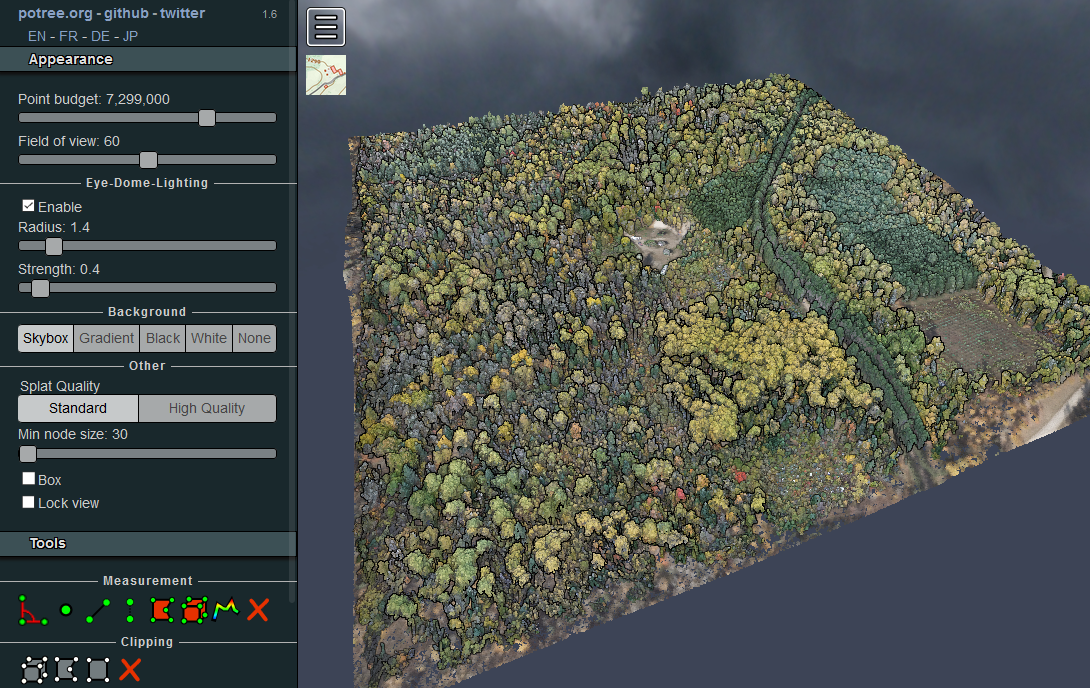 potree.org - github - twitter 1.6
EN - FR - DE - JP
Appearance
Point budget: 7,299,000
Field of view: 60
Eye-Dome-Lighting
Enable
Radius: 1.4
Strength: 0.4
Background
Skybox Gradient Black White None
Other
Splat Quality
Standard High Quality
Min node size: 30
Box
Lock view
Tools
Measurement
Clipping